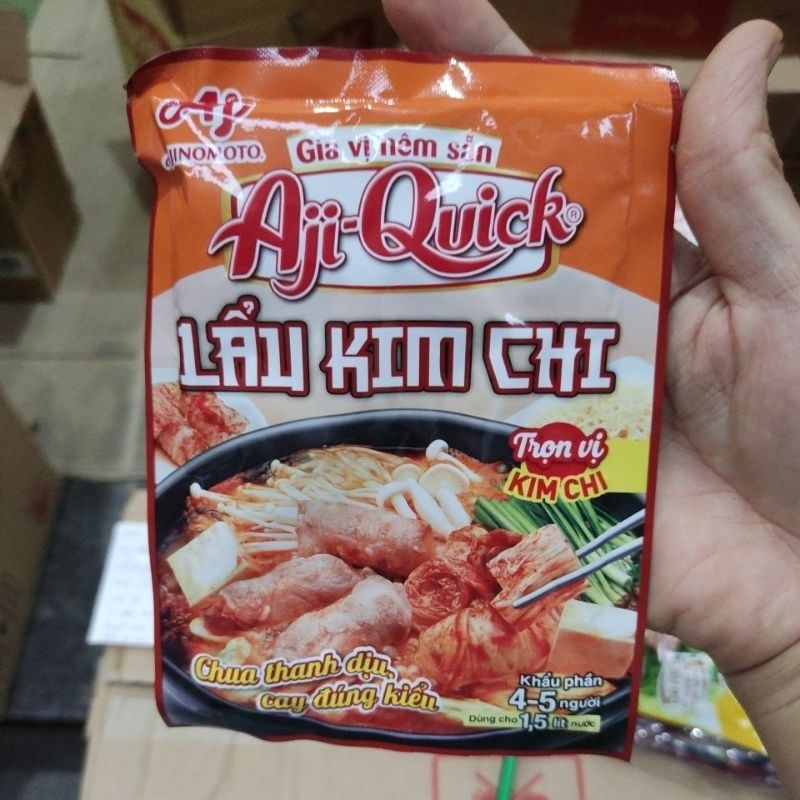 Aj
AJINOMOTO®
Gia vị nêm sẵn
Aji-Quick®
LẨU KIM CHI
Trọn vị
KIM CHI
Chua thanh dịu,
cay đúng kiểu
Khẩu phần
4-5 người
Dùng cho 1,5 lít nước